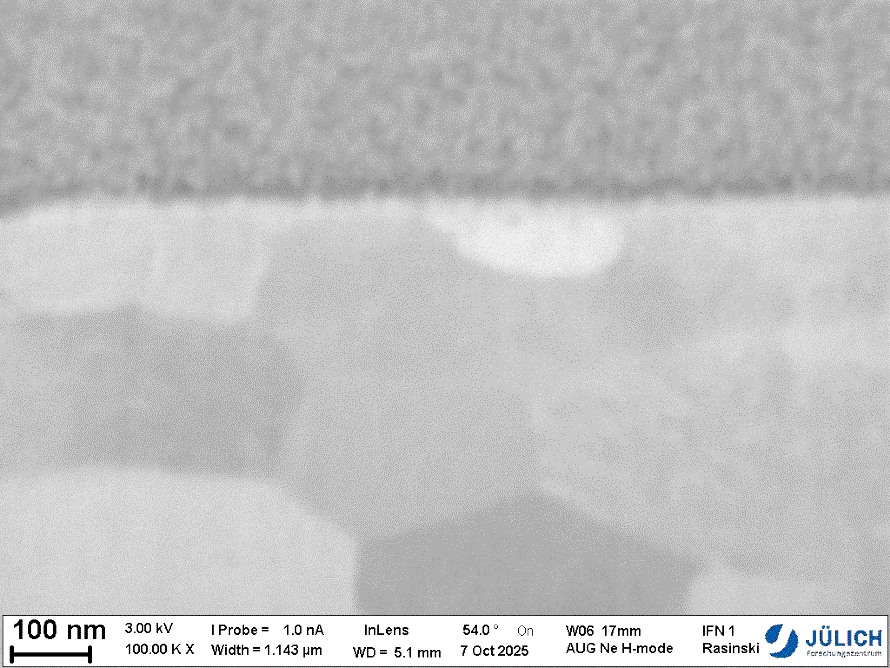 100 nm
3.00 kV
100.00 K X
I Probe = 1.0 nA
Width = 1.143 µm
InLens
WD = 5.1 mm
54.0 ° On
7 Oct 2025
W06 17mm
AUG Ne H-mode
IFN 1
Rasinski
JÜLICH
Forschungszentrum